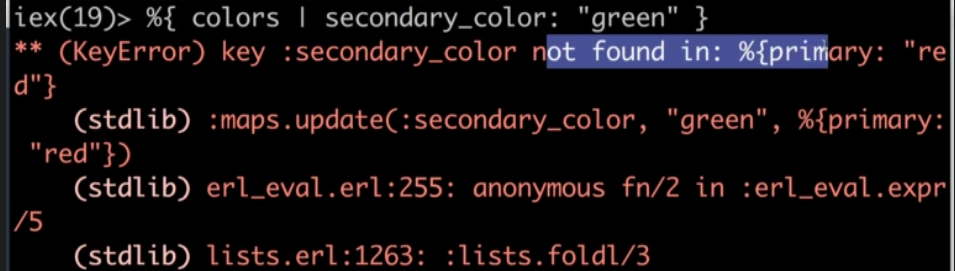 iex(19)> %{ colors | secondary_color: "green" }
** (KeyError) key :secondary_color not found in: %{primary: "re
d"}
    (stdlib) :maps.update(:secondary_color, "green", %{primary:
 "red"})
    (stdlib) erl_eval.erl:255: anonymous fn/2 in :erl_eval.expr
/5
    (stdlib) lists.erl:1263: :lists.foldl/3